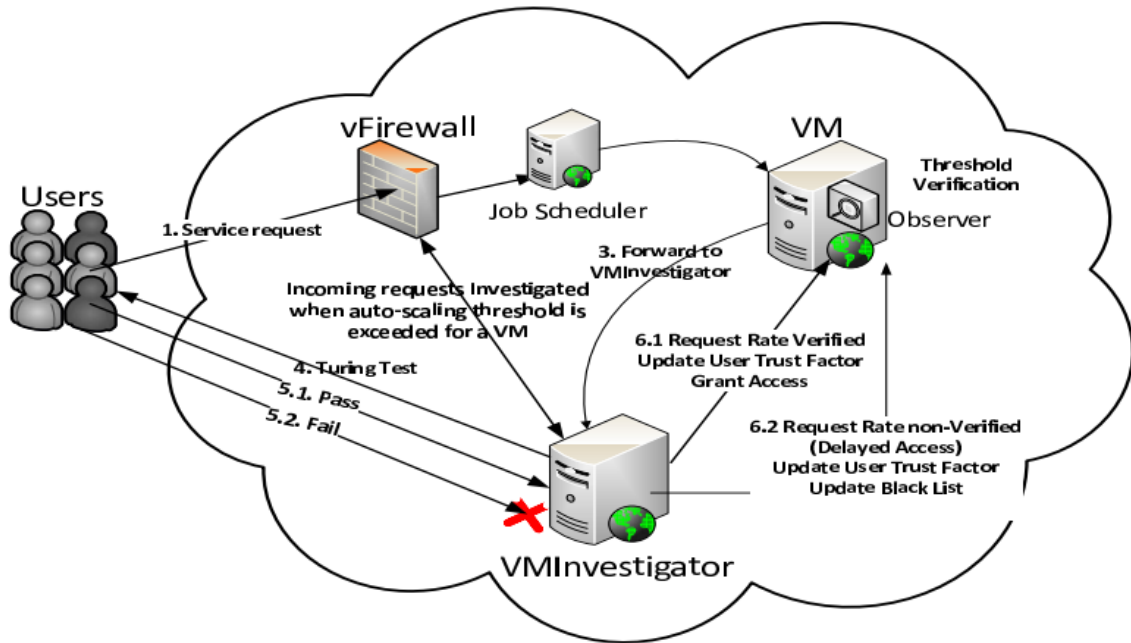 vFirewall
VM
Threshold
Verification
Users
Job Scheduler
Observer
1. Service request
3. Forward to
VMInvestigator
Incoming requests Investigated
when auto-scaling threshold is
exceeded for a VM
6.1 Request Rate Verified
Update User Trust Factor
Grant Access
4. Turing Test
5.1. Pass
5.2. Fail
6.2 Request Rate non-Verified
(Delayed Access)
Update User Trust Factor
Update Black List
VMInvestigator